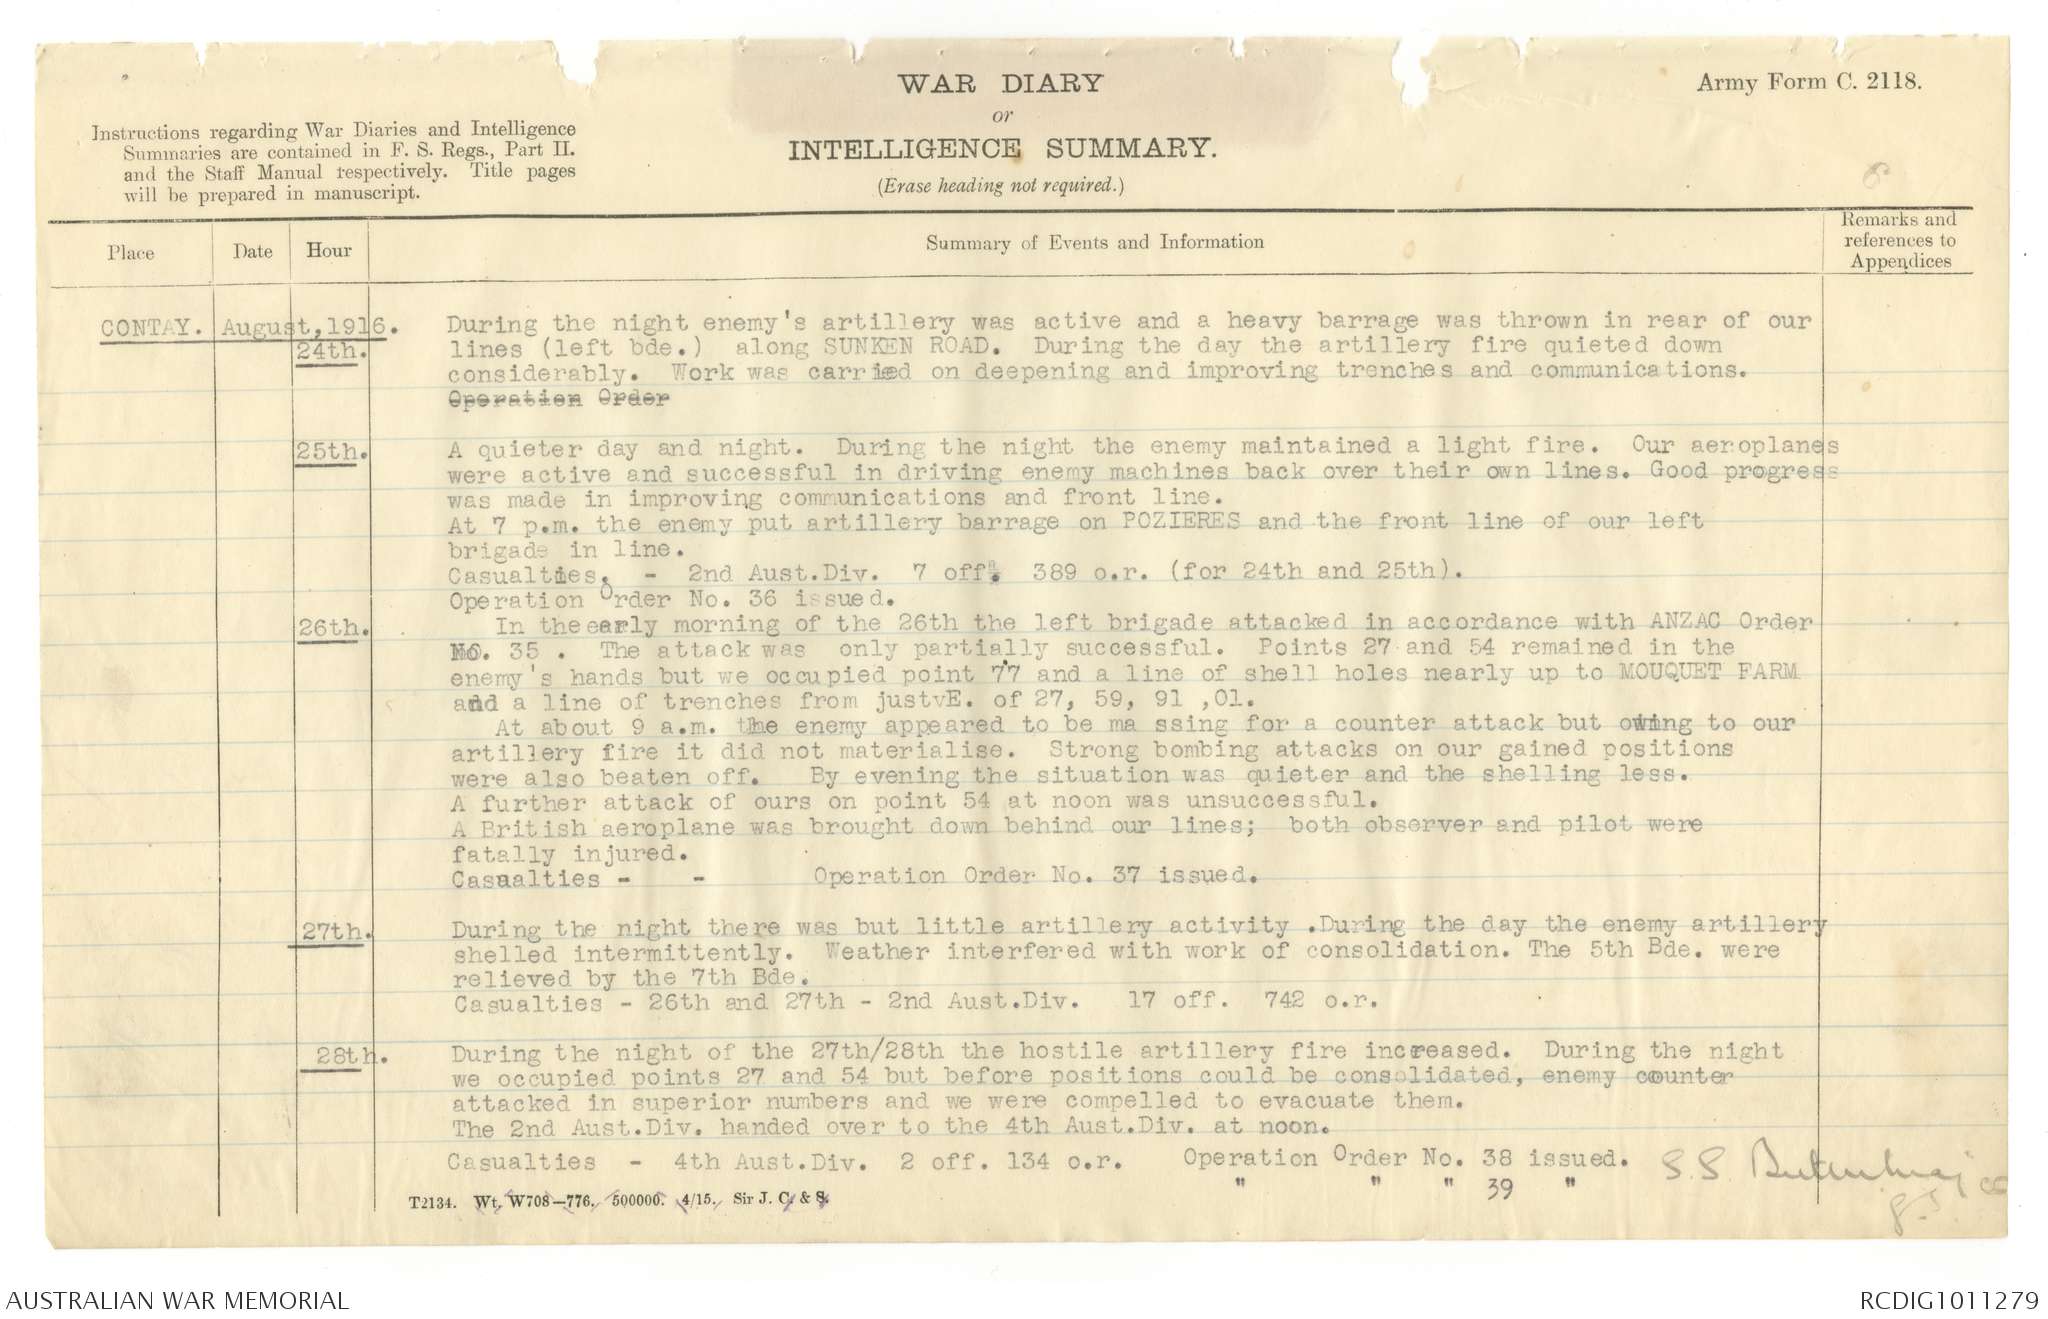 WAR DIARY
or
INTELLIGENCE SUMMARY.
(Erase heading not required.)
Army Form C. 2118.
Instructions regarding War Diaries and Intelligence
Summaries are contained in F. S. Regs., Part II.
and the Staff Manual respectively. Title pages
will be prepared in manuscript.
Place
Date
Hour
Summary of Events and Information
Remarks and
references to
Appendices
CONTAY. August, 1916.
24th.
During the night enemy's artillery was active and a heavy barrage was thrown in rear of our
lines (left bde.) along SUNKEN ROAD. During the day the artillery fire quieted down
considerably. Work was carried on deepening and improving trenches and communications.
Operation Order
25th.
A quieter day and night. During the night the enemy maintained a light fire. Our aeroplanes
were active and successful in driving enemy machines back over their own lines. Good progress
was made in improving communications and front line.
At 7 p.m. the enemy put artillery barrage on POZIERES and the front line of our left
brigade in line.
Casualties. - 2nd Aust.Div. 7 off. 389 o.r. (for 24th and 25th).
Operation Order No. 36 issued.
26th.
In the early morning of the 26th the left brigade attacked in accordance with ANZAC Order
No. 35 . The attack was only partially successful. Points 27 and 54 remained in the
enemy's hands but we occupied point 77 and a line of shell holes nearly up to MOUQUET FARM
and a line of trenches from justvE. of 27, 59, 91 ,01.
At about 9 a.m. the enemy appeared to be ma ssing for a counter attack but owing to our
artillery fire it did not materialise. Strong bombing attacks on our gained positions
were also beaten off. By evening the situation was quieter and the shelling less.
A further attack of ours on point 54 at noon was unsuccessful.
A British aeroplane was brought down behind our lines; both observer and pilot were
fatally injured.
Casualties - - Operation Order No. 37 issued.
27th.
During the night there was but little artillery activity .During the day the enemy artillery
shelled intermittently. Weather interfered with work of consolidation. The 5th Bde. were
relieved by the 7th Bde.
Casualties - 26th and 27th - 2nd Aust.Div. 17 off. 742 o.r.
28th.
During the night of the 27th/28th the hostile artillery fire increased. During the night
we occupied points 27 and 54 but before positions could be consolidated, enemy counter
attacked in superior numbers and we were compelled to evacuate them.
The 2nd Aust.Div. handed over to the 4th Aust.Div. at noon.
Casualties - 4th Aust.Div. 2 off. 134 o.r. Operation Order No. 38 issued.
" " " 39 "
S. S.
T2134. Wt. W708—776. 500000. 4/15. Sir J. C. & S.
AUSTRALIAN WAR MEMORIAL
RCDIG1011279